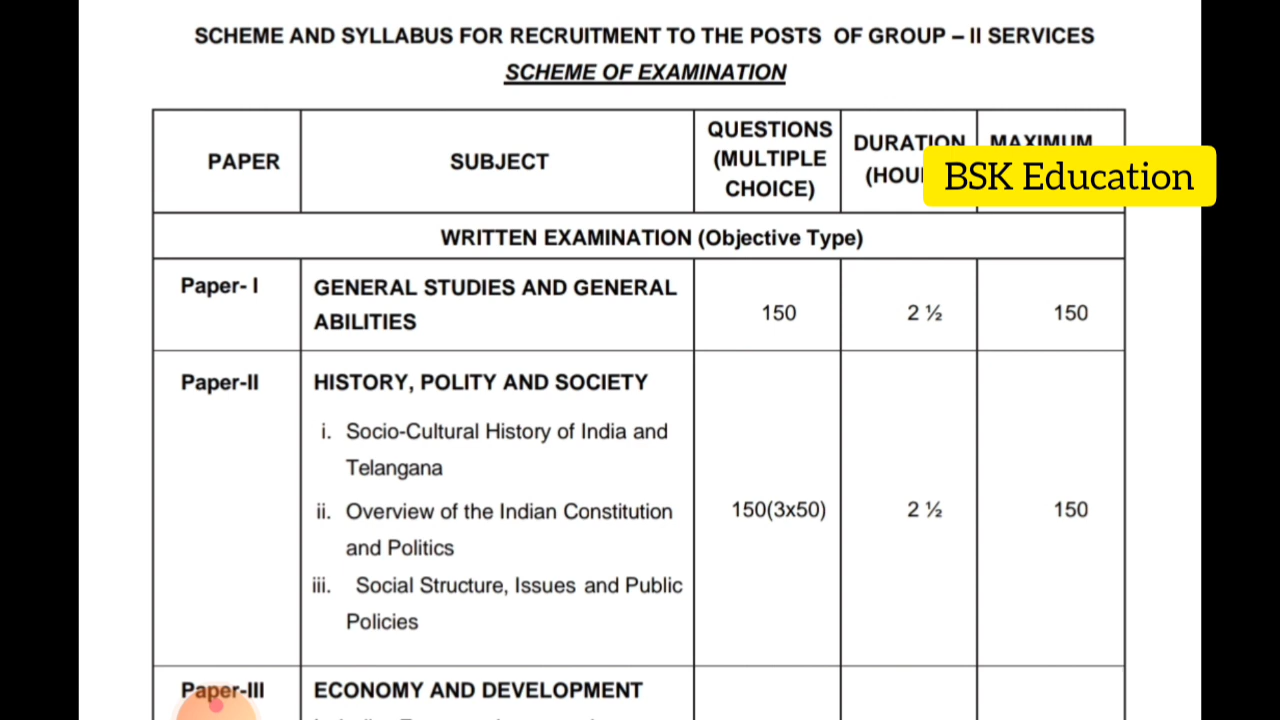 SCHEME AND SYLLABUS FOR RECRUITMENT TO THE POSTS OF GROUP – II SERVICES
SCHEME OF EXAMINATION
PAPER
SUBJECT
QUESTIONS
(MULTIPLE
CHOICE)
DURATION
MAXIMUM
BSK Education
WRITTEN EXAMINATION (Objective Type)
Paper- I
GENERAL STUDIES AND GENERAL
ABILITIES
150
2 ½
150
Paper-II
HISTORY, POLITY AND SOCIETY
i. Socio-Cultural History of India and
Telangana
ii. Overview of the Indian Constitution
and Politics
iii. Social Structure, Issues and Public
Policies
150(3x50)
2 ½
150
Paper-III
ECONOMY AND DEVELOPMENT